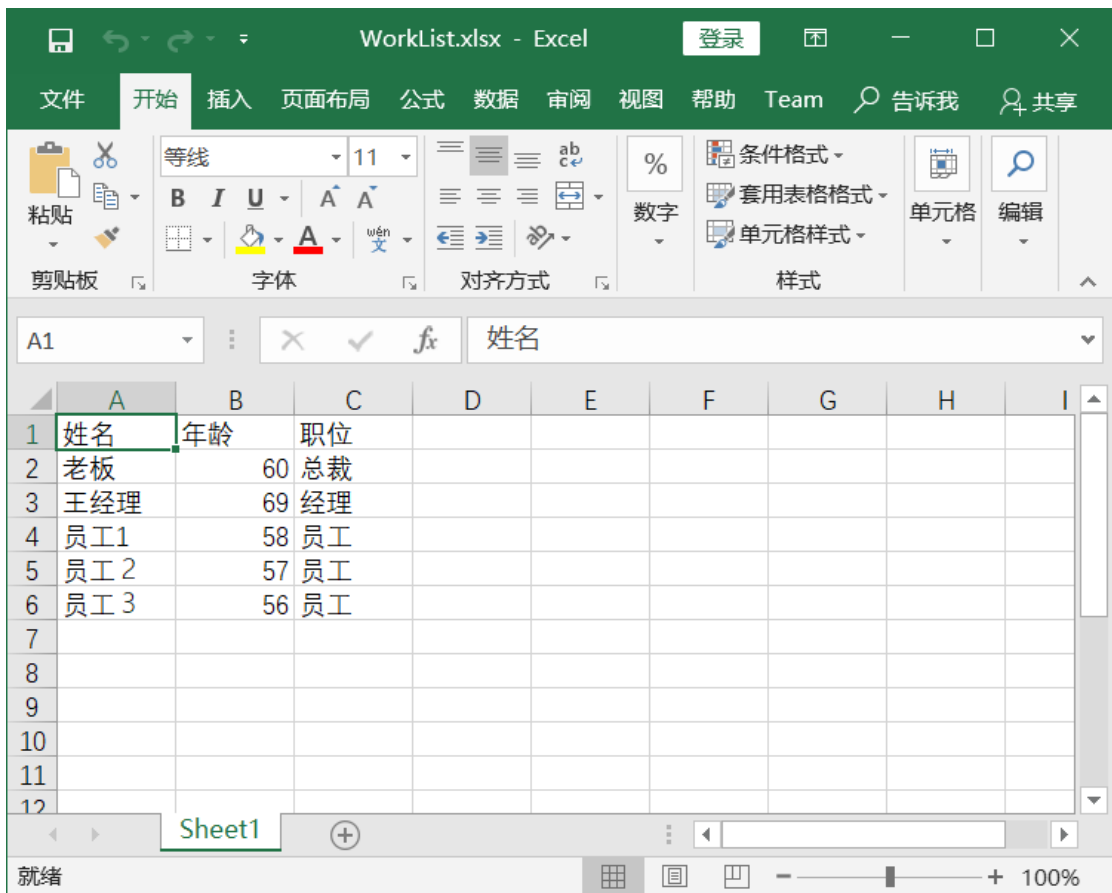 WorkList.xlsx - Excel 登录
文件 开始 插入 页面布局 公式 数据 审阅 视图 帮助 Team 告诉我 共享
粘贴
等线 11
B I U A A
A wén 文
ab c
% 数字
条件格式
套用表格格式
单元格样式
单元格 编辑
剪贴板 字体 对齐方式 样式
A1 fx 姓名
A B C D E F G H I
1 姓名 年龄 职位
2 老板 60 总裁
3 王经理 69 经理
4 员工1 58 员工
5 员工２ 57 员工
6 员工３ 56 员工
7
8
9
10
11
12
Sheet1
就绪 100%